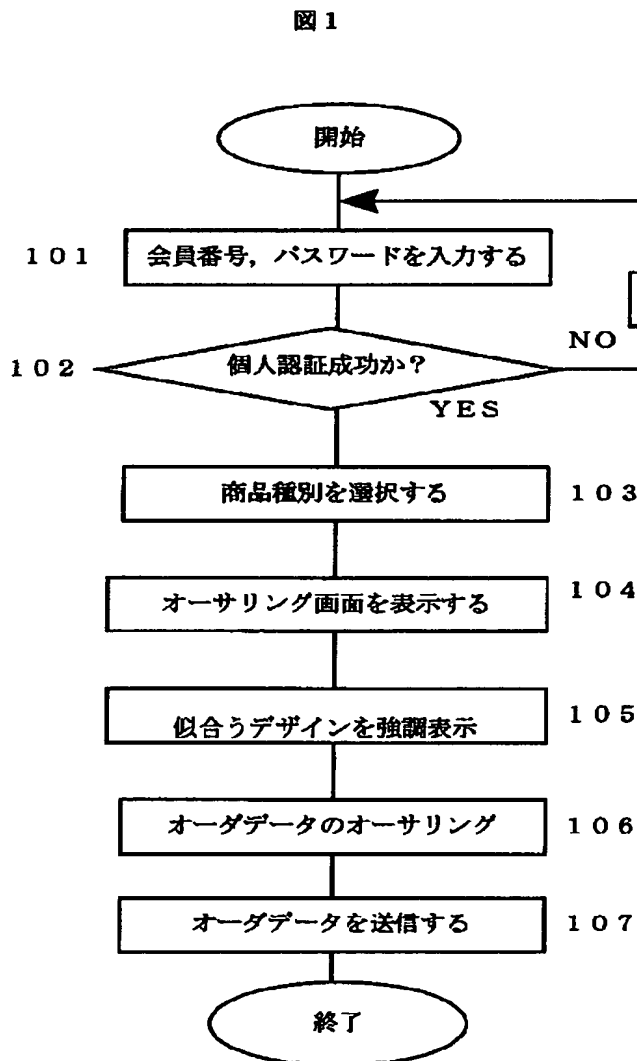 図1
開始
101
会員番号，パスワードを入力する
102
個人認証成功か？
NO
YES
商品種別を選択する
103
オーサリング画面を表示する
104
似合うデザインを強調表示
105
オーダデータのオーサリング
106
オーダデータを送信する
107
終了